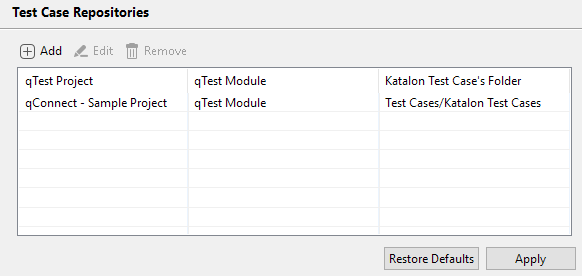 Test Case Repositories
Add Edit Remove
qTest Project qTest Module Katalon Test Case's Folder
qConnect - Sample Project qTest Module Test Cases/Katalon Test Cases
Restore Defaults Apply